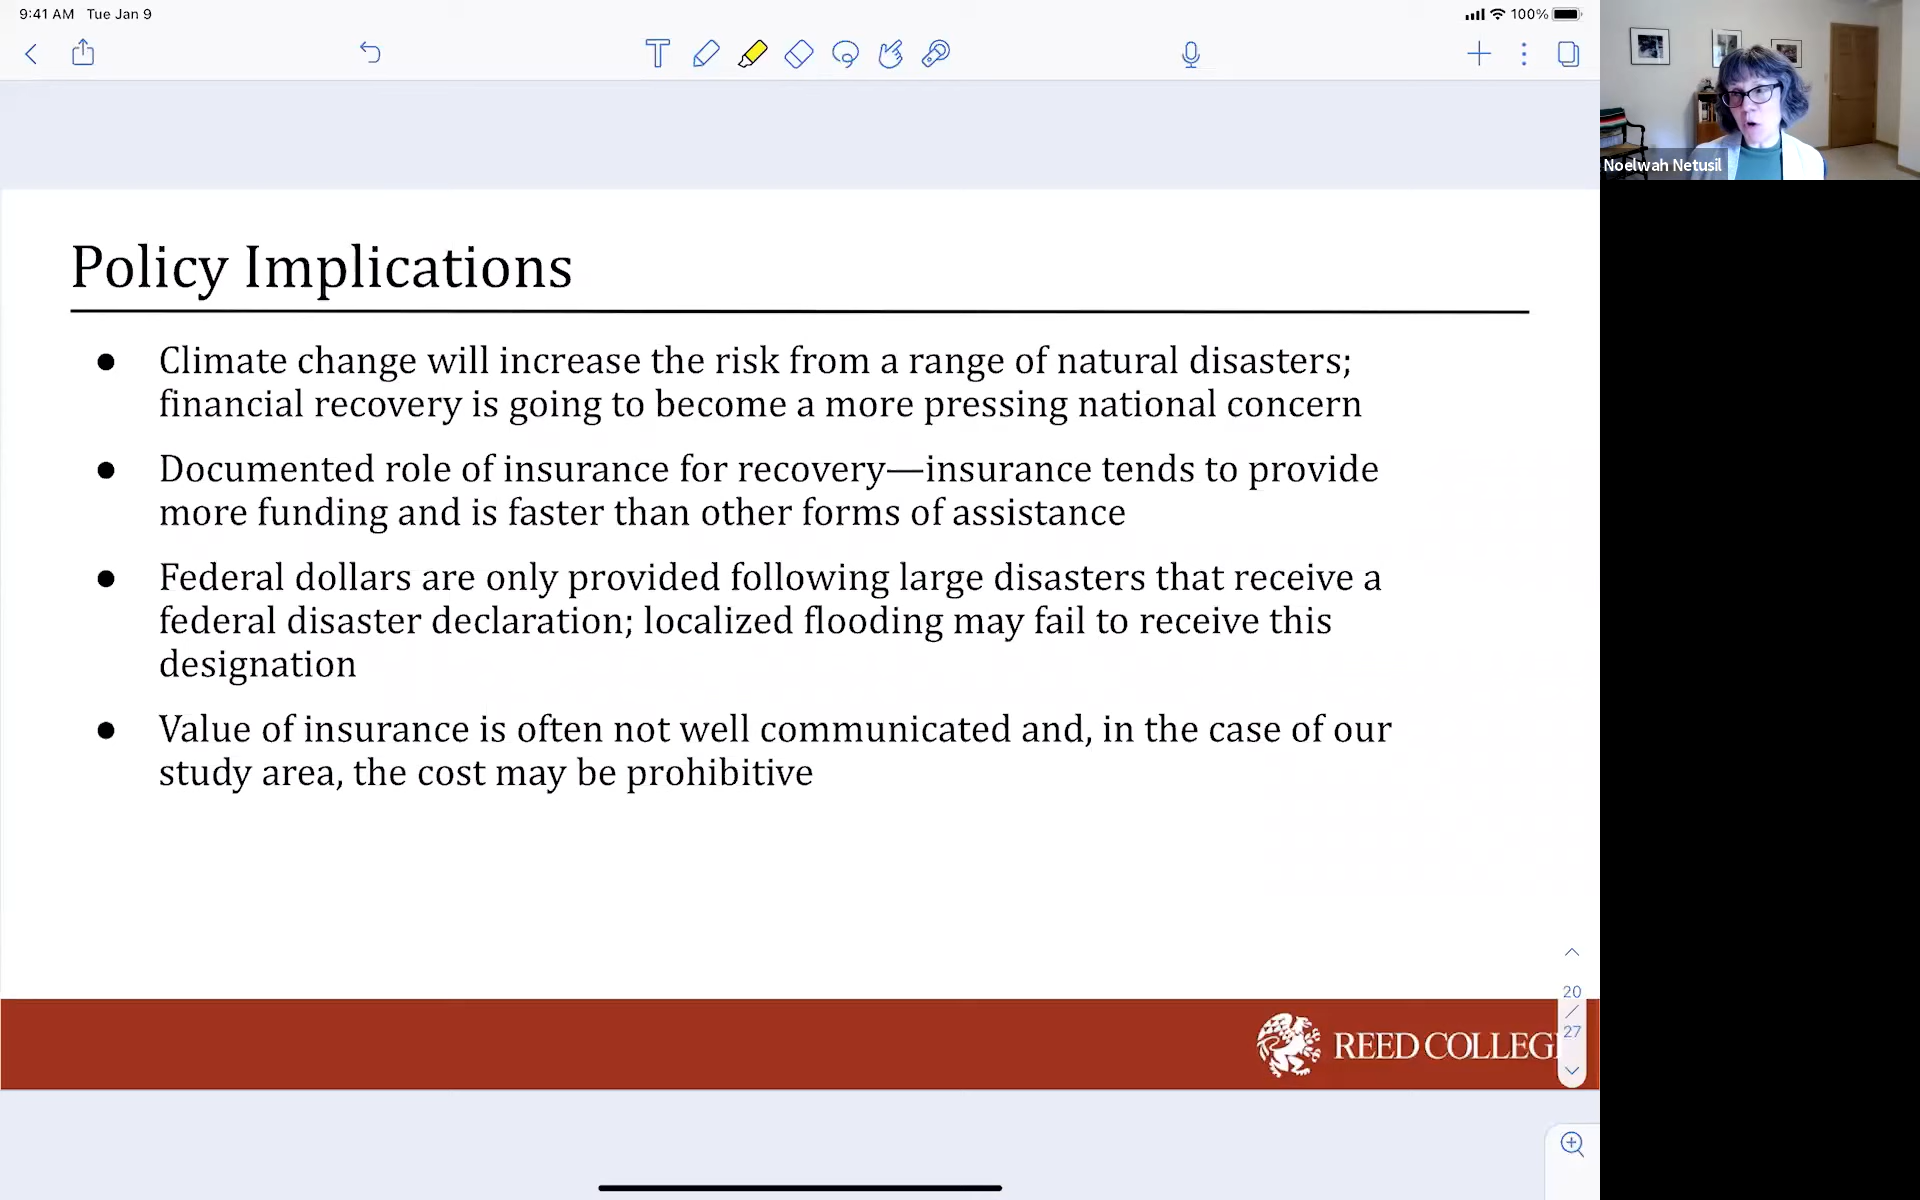 9:41 AM Tue Jan 9
100%
T
Noelwah Netusil
Policy Implications
● Climate change will increase the risk from a range of natural disasters;
financial recovery is going to become a more pressing national concern
● Documented role of insurance for recovery—insurance tends to provide
more funding and is faster than other forms of assistance
● Federal dollars are only provided following large disasters that receive a
federal disaster declaration; localized flooding may fail to receive this
designation
● Value of insurance is often not well communicated and, in the case of our
study area, the cost may be prohibitive
20
/
27
REED COLLEGE